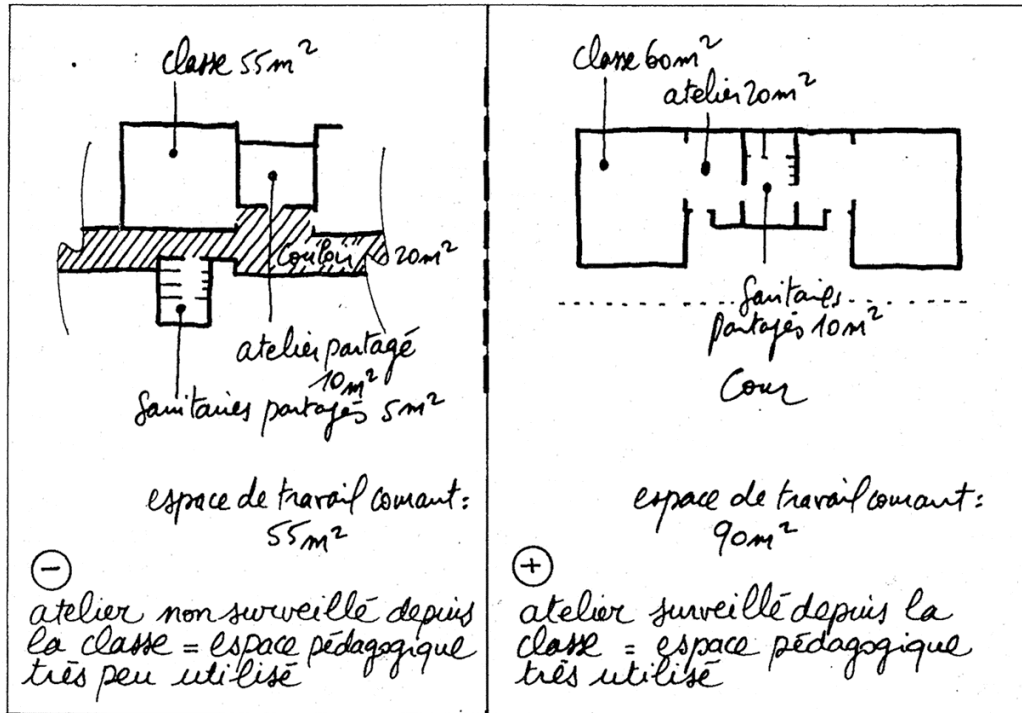 classe 55m²
couloir 20m²
atelier partagé
10m²
sanitaires partagés 5m²
espace de travail courant :
55m²
−
atelier non surveillé depuis
la classe = espace pédagogique
très peu utilisé
classe 60m²
atelier 20m²
sanitaires
partagés 10m²
Cour
espace de travail courant :
90m²
+
atelier surveillé depuis la
classe = espace pédagogique
très utilisé